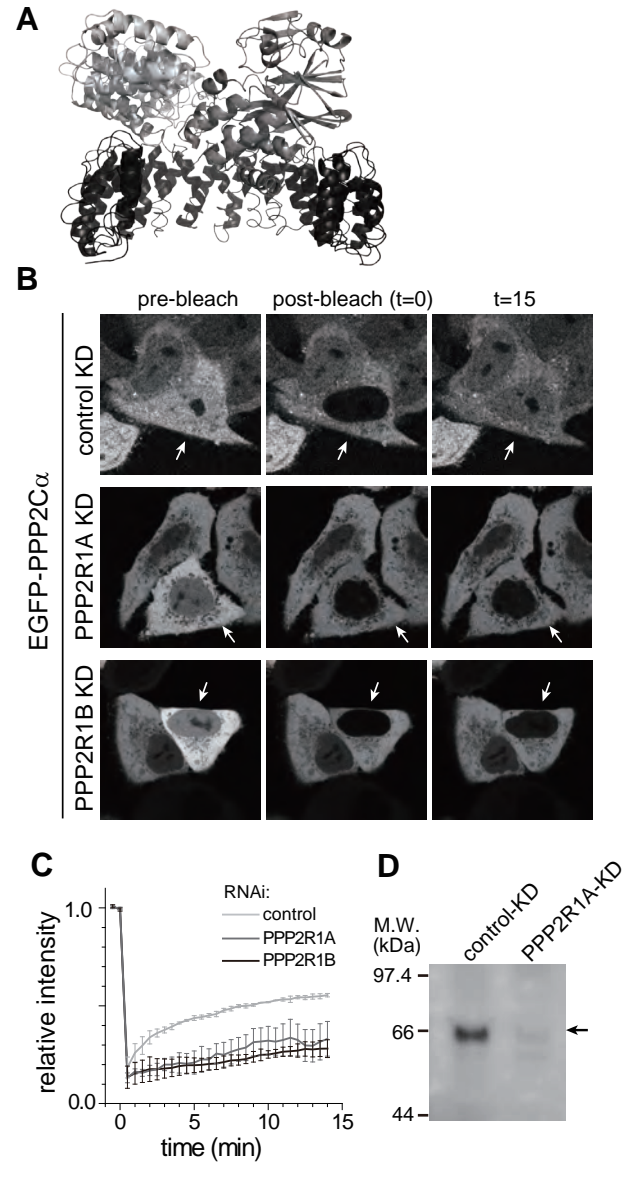 A
B
pre-bleach post-bleach (t=0) t=15
EGFP-PPP2Cα
control KD
PPP2R1A KD
PPP2R1B KD
C
RNAi:
control
PPP2R1A
PPP2R1B
relative intensity
1.0
0.0
0 5 10 15
time (min)
D
control-KD
PPP2R1A-KD
M.W.
(kDa)
97.4
66
44